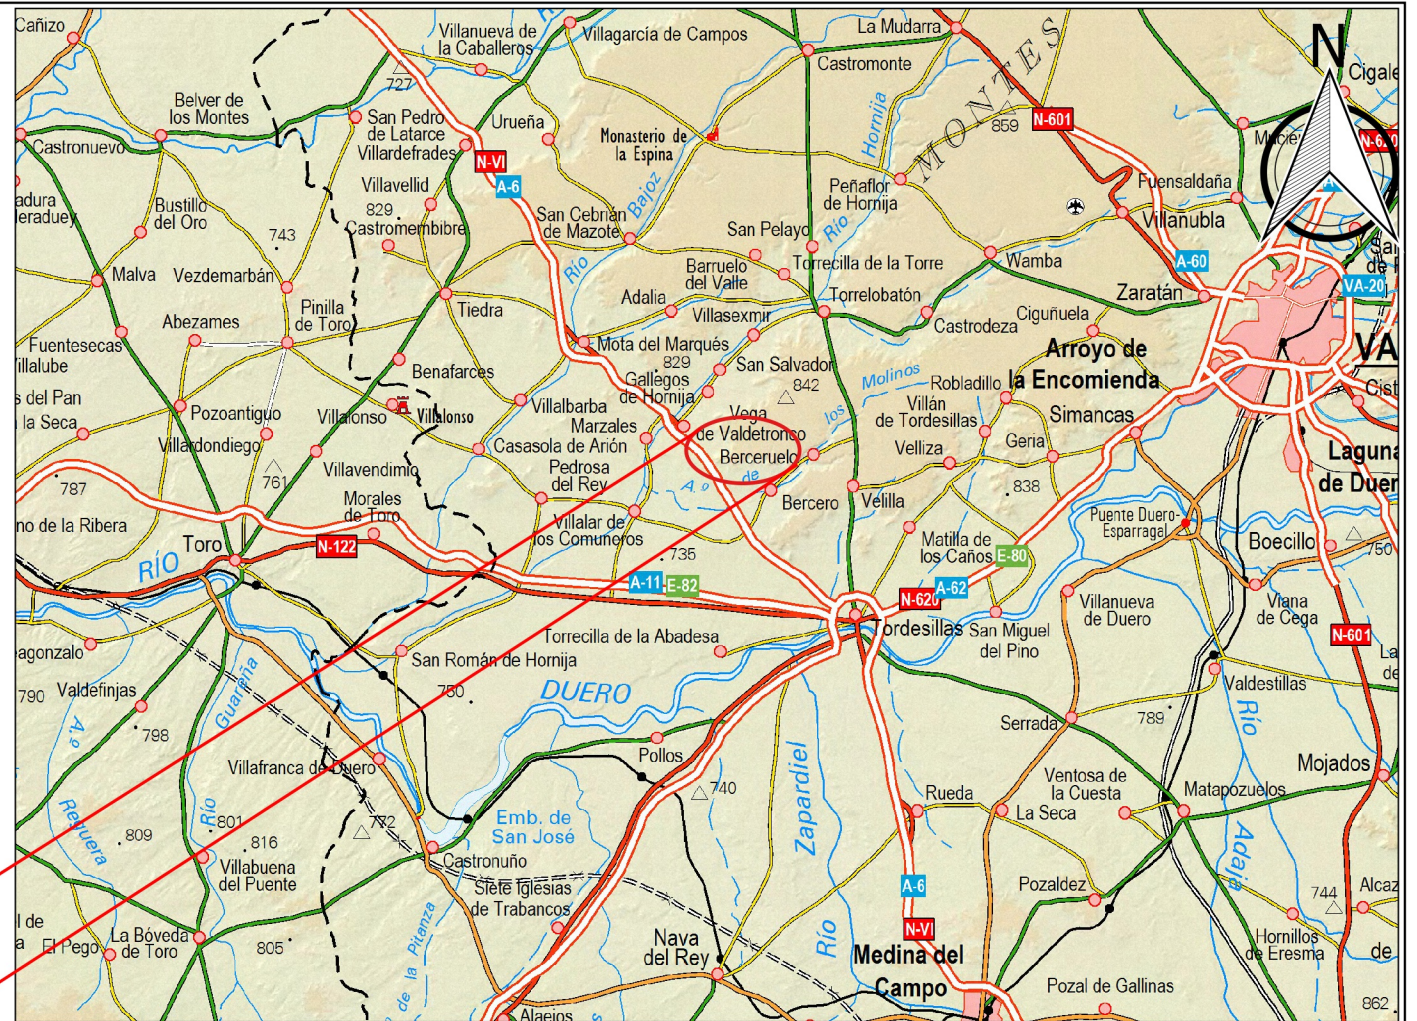 Cañizo
Villanueva de
la Caballeros
Villagarcía de Campos
La Mudarra
MONTES
N
Cigale
727
Castromonte
Belver de
los Montes
San Pedro
de Latarce
Urueña
Monasterio de
la Espina
Hornija
859
N-601
Castronuevo
Villardefrades
N-VI
A-6
Villavellid
829
Castromembibre
Bustillo
del Oro
743
San Cebrián
de Mazote
Bajoz
Río
San Pelayo
Peñaflor
de Hornija
Río
Fuensaldaña
Villanubla
A-60
Malva
Vezdemarbán
Barruelo
del Valle
Torrecilla de la Torre
Wamba
VA-20
Pinilla
de Toro
Tiedra
Adalia
Villasexmir
Torrelobatón
Castrodeza
Ciguñuela
Zaratán
Abezames
Fuentesecas
Mota del Marqués
829
San Salvador
842
Arroyo de
la Encomienda
VA
Villalube
Benafarces
Gallegos
de Hornija
los
Molinos
Robladillo
s del Pan
la Seca
Pozoantiguo
Villalonso
Villalonso
Villalbarba
Marzales
Vega
de Valdetronco
Berceruelo
Villán
de Tordesillas
Simancas
Villardondiego
Casasola de Arión
Velliza
Geria
Laguna
de Duer
787
761
Villavendimio
Pedrosa
del Rey
A.º
de
Bercero
Velilla
838
Morales
de Toro
no de la Ribera
Villalar de
los Comuneros
Puente Duero-
Esparragal
Toro
N-122
735
Matilla de
los Caños
E-80
Boecillo
750
RÍO
A-11
E-82
N-620
A-62
Villanueva
de Duero
Viana
de Cega
Torrecilla de la Abadesa
Tordesillas
San Miguel
del Pino
N-601
San Román de Hornija
790
Valdefinjas
Guareña
750
DUERO
Valdestillas
798
A.º
Serrada
789
Río
Villafranca de Duero
Pollos
Mojados
740
Zapardiel
Ventosa de
la Cuesta
Matapozuelos
Río
801
772
Emb. de
San José
Rueda
La Seca
Reguera
809
816
Adaja
Villabuena
del Puente
Castronuño
Siete Iglesias
de Trabancos
A-6
Pozaldez
744
Alcaz
l de
a
El Pego
La Bóveda
de Toro
805
de la Pitanza
Nava
del Rey
Río
N-VI
Medina del
Campo
Hornillos
de Eresma
de
Pozal de Gallinas
862
Alaejos